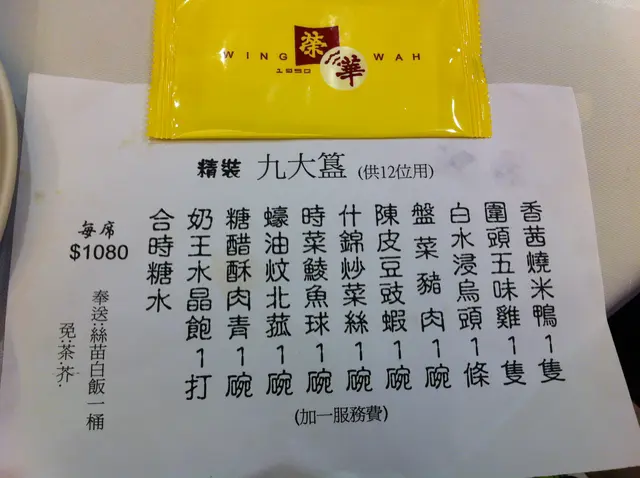 WING 榮華 WAH
1950
精裝 九大簋 (供12位用)
香茜燒米鴨1隻
圍頭五味雞1隻
白水浸烏頭1條
盤菜豬肉1碗
陳皮豆豉蝦1碗
什錦炒菜絲1碗
時菜鯪魚球1碗
蠔油炆北菰1碗
糖醋酥肉青1碗
奶王水晶飽1打
合時糖水
每席
$1080
奉送:絲苗白飯一桶
免:茶.芥.
(加一服務費)